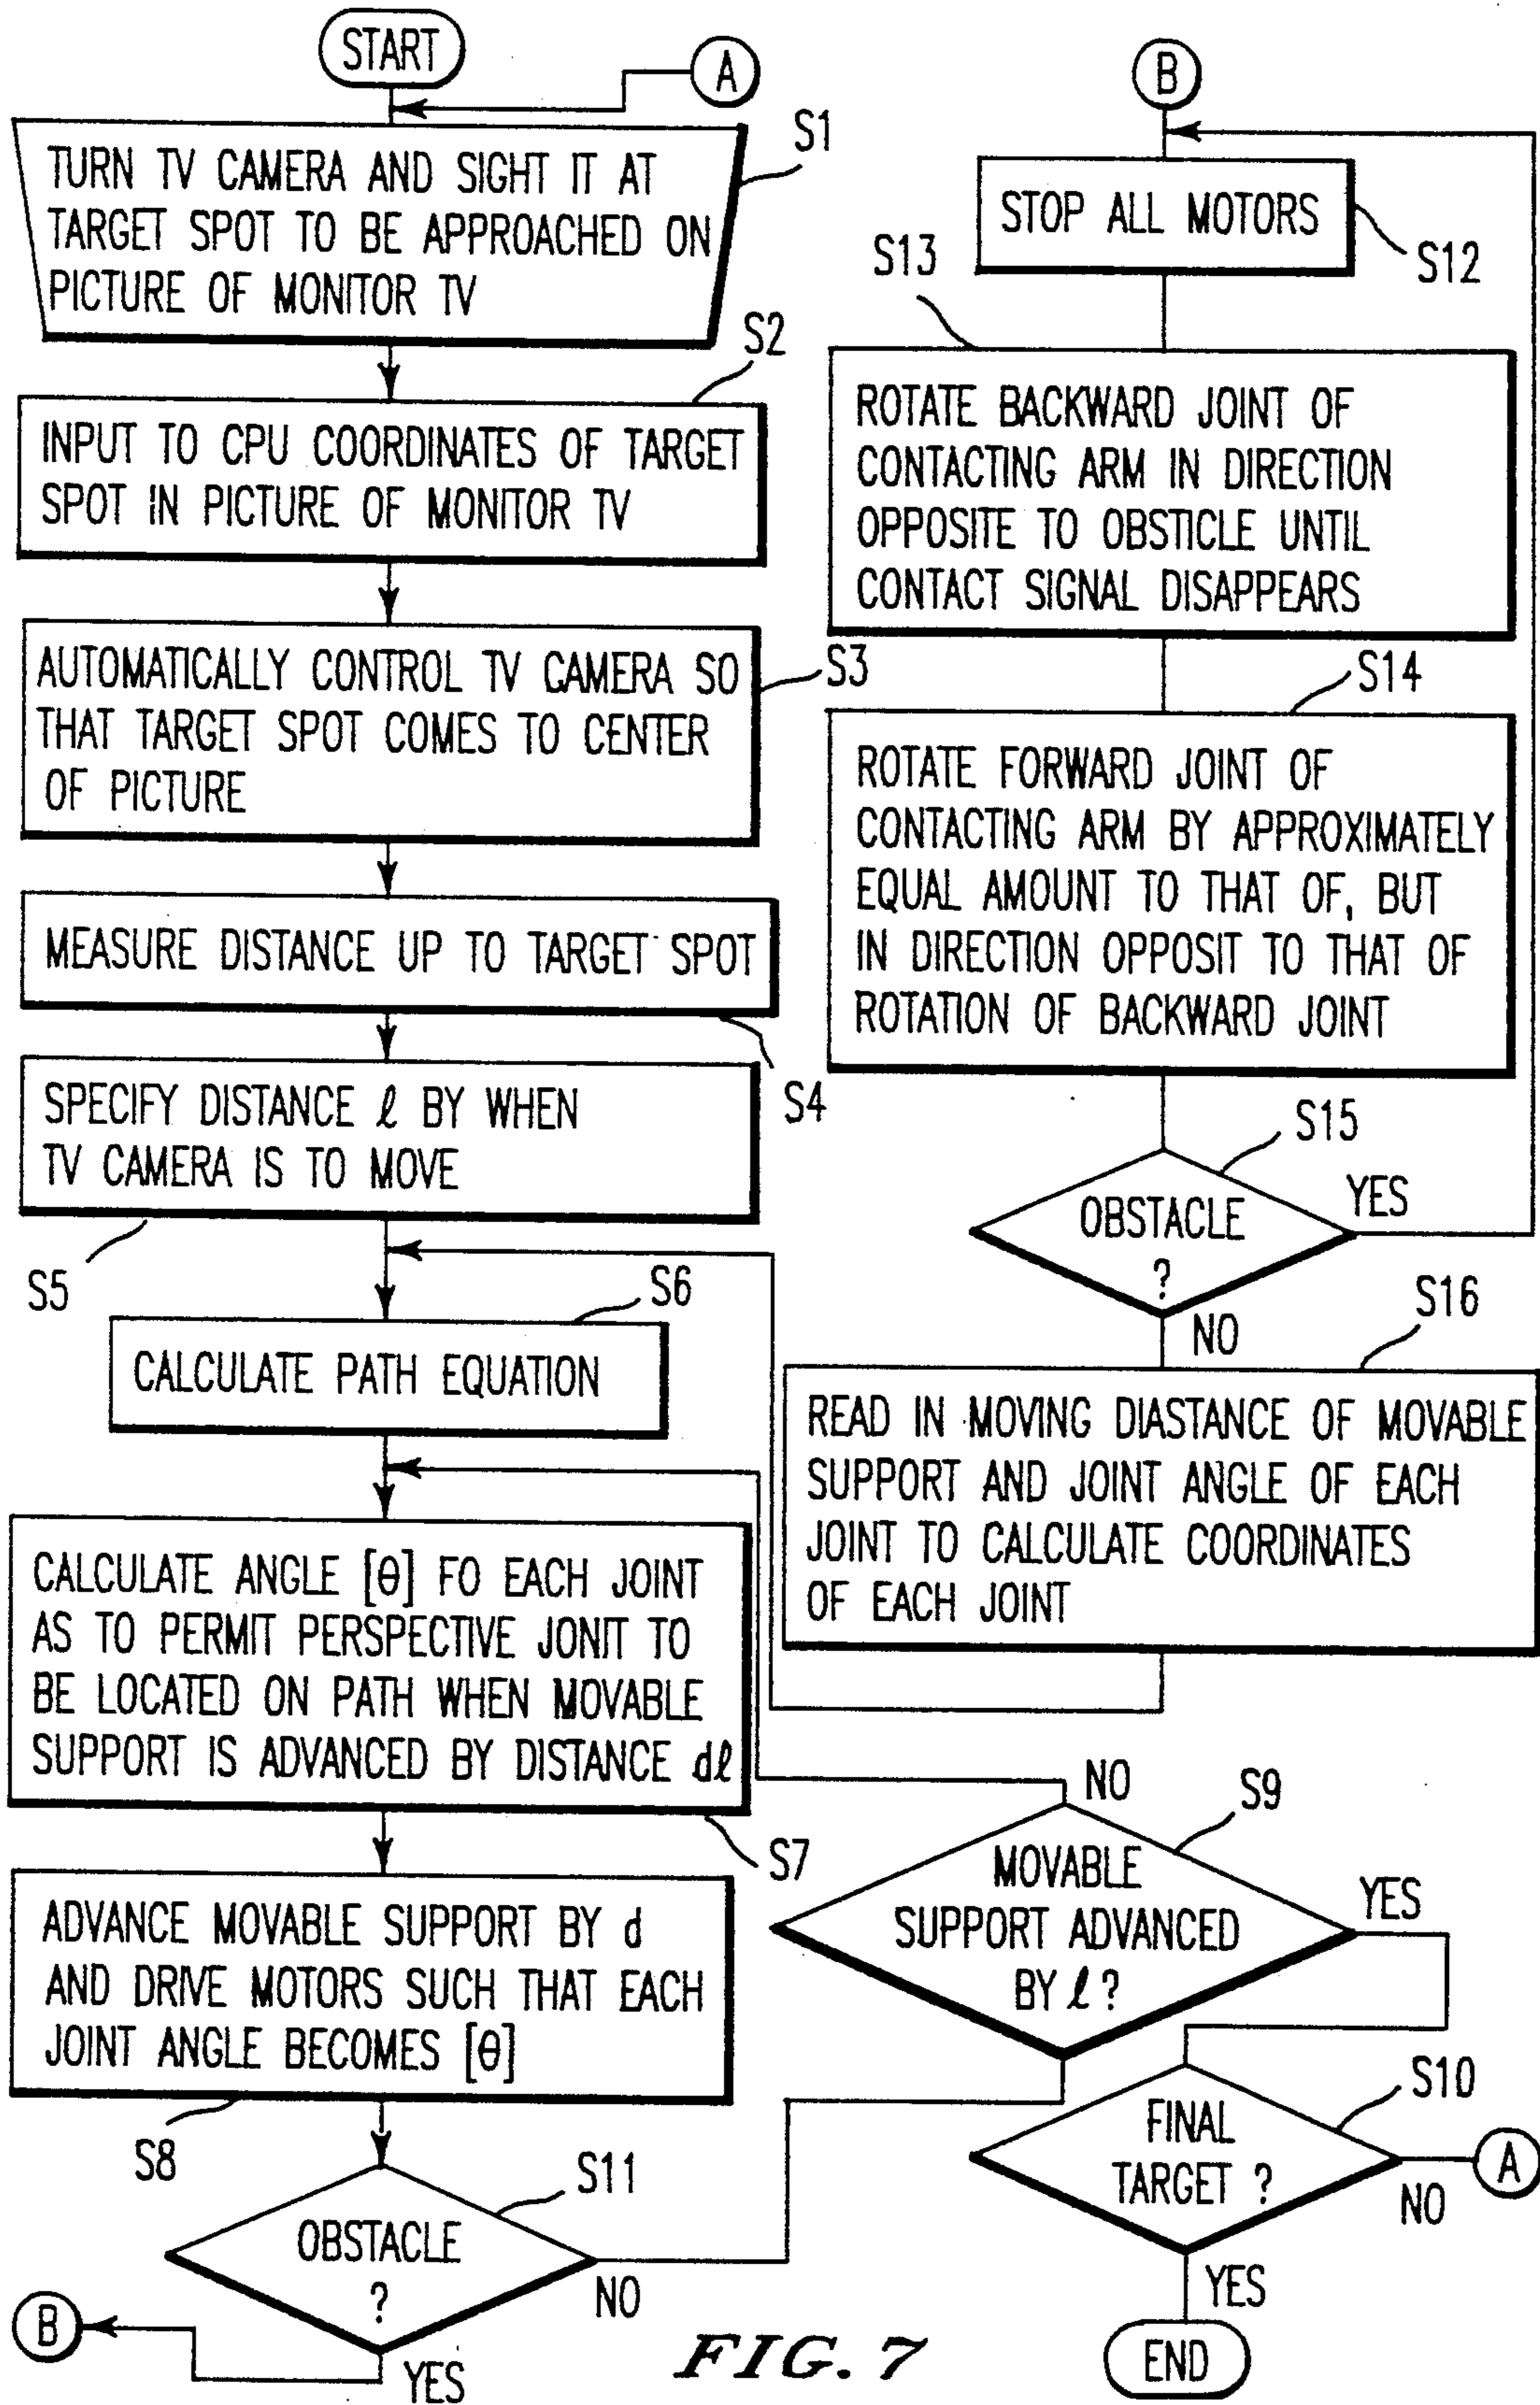 START
A
S1
TURN TV CAMERA AND SIGHT IT AT
TARGET SPOT TO BE APPROACHED ON
PICTURE OF MONITOR TV
S2
INPUT TO CPU COORDINATES OF TARGET
SPOT IN PICTURE OF MONITOR TV
AUTOMATICALLY CONTROL TV CAMERA SO
THAT TARGET SPOT COMES TO CENTER
OF PICTURE
S3
MEASURE DISTANCE UP TO TARGET SPOT
S4
SPECIFY DISTANCE ℓ BY WHEN
TV CAMERA IS TO MOVE
S5
S6
CALCULATE PATH EQUATION
CALCULATE ANGLE [θ] FO EACH JOINT
AS TO PERMIT PERSPECTIVE JONIT TO
BE LOCATED ON PATH WHEN MOVABLE
SUPPORT IS ADVANCED BY DISTANCE dℓ
S7
ADVANCE MOVABLE SUPPORT BY d
AND DRIVE MOTORS SUCH THAT EACH
JOINT ANGLE BECOMES [θ]
S8
S11
OBSTACLE
?
NO
B
YES
B
STOP ALL MOTORS
S12
S13
ROTATE BACKWARD JOINT OF
CONTACTING ARM IN DIRECTION
OPPOSITE TO OBSTICLE UNTIL
CONTACT SIGNAL DISAPPEARS
S14
ROTATE FORWARD JOINT OF
CONTACTING ARM BY APPROXIMATELY
EQUAL AMOUNT TO THAT OF, BUT
IN DIRECTION OPPOSIT TO THAT OF
ROTATION OF BACKWARD JOINT
S15
OBSTACLE
?
YES
NO
S16
READ IN MOVING DIASTANCE OF MOVABLE
SUPPORT AND JOINT ANGLE OF EACH
JOINT TO CALCULATE COORDINATES
OF EACH JOINT
NO
S9
MOVABLE
SUPPORT ADVANCED
BY ℓ ?
YES
S10
FINAL
TARGET ?
NO
A
YES
END
FIG. 7